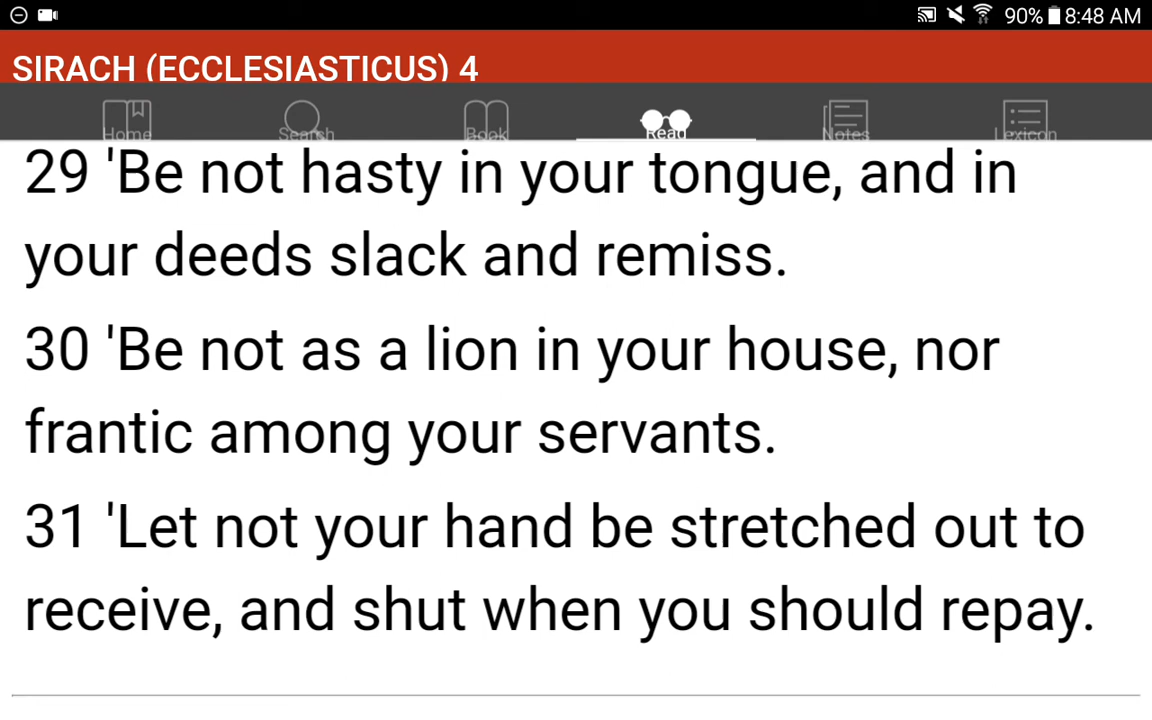 90% 8:48 AM
SIRACH (ECCLESIASTICUS) 4
Home Search Book Read Notes Lexicon
29 'Be not hasty in your tongue, and in
your deeds slack and remiss.
30 'Be not as a lion in your house, nor
frantic among your servants.
31 'Let not your hand be stretched out to
receive, and shut when you should repay.